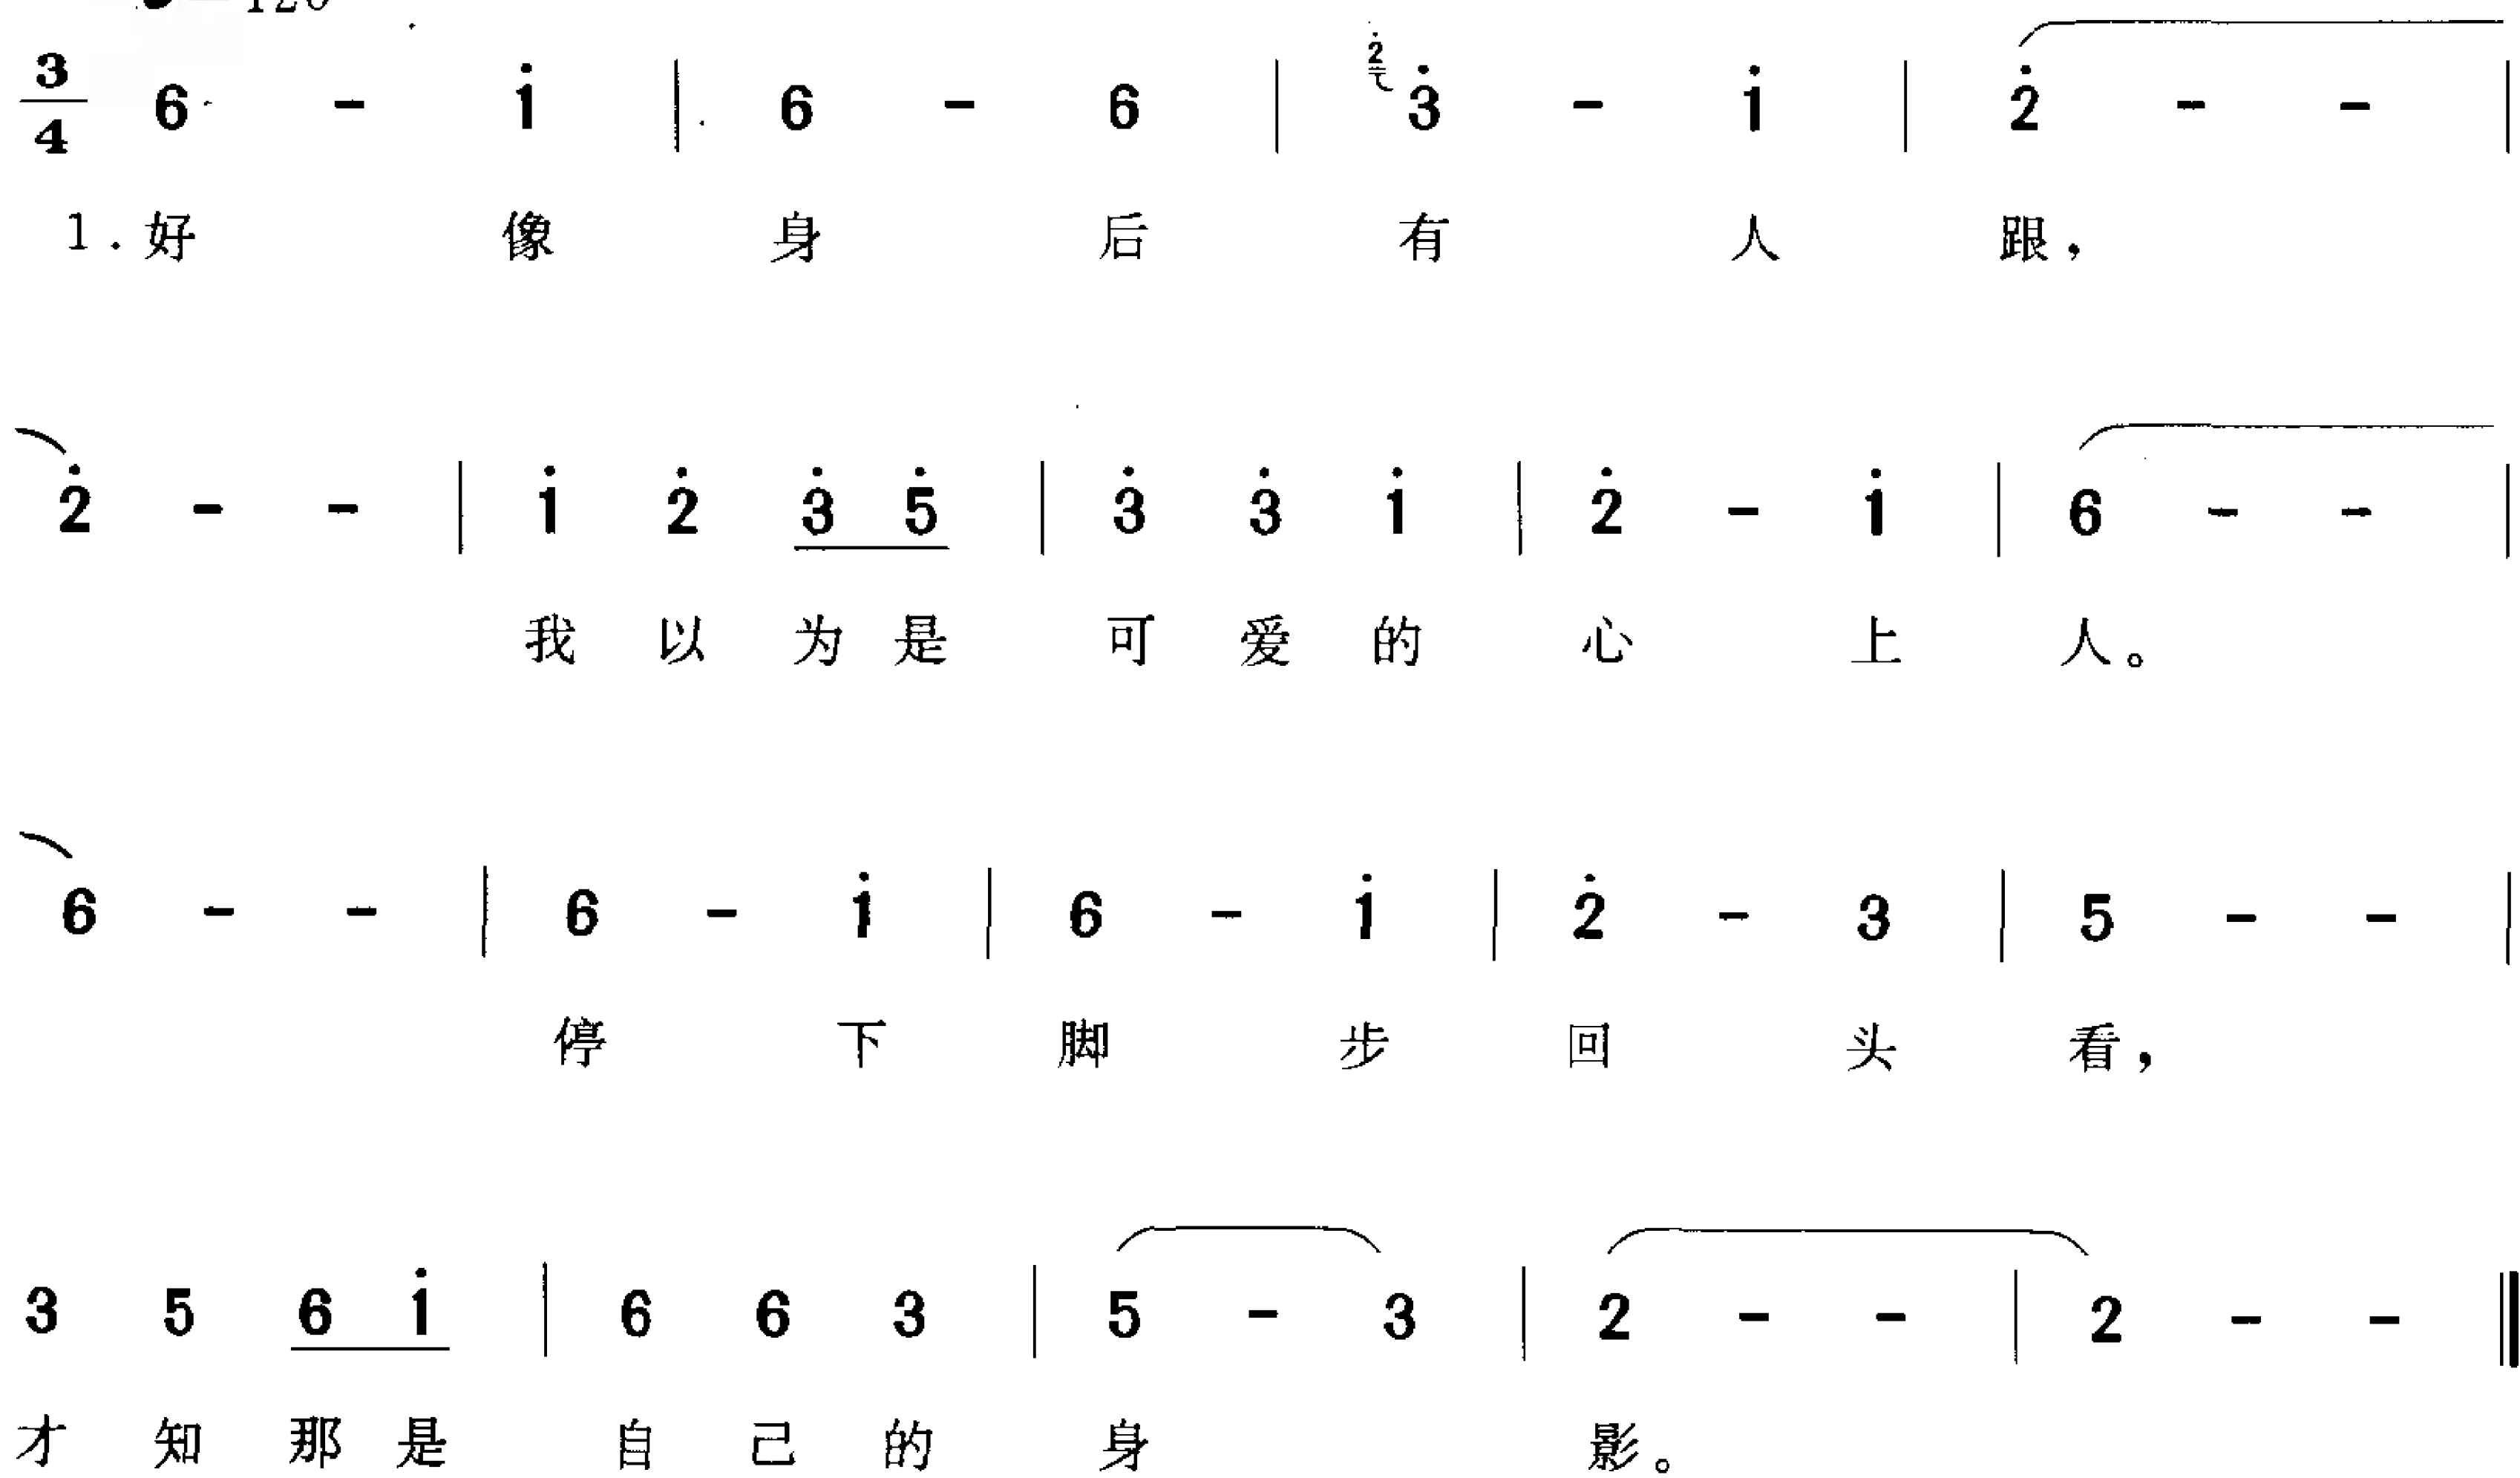 3/4 6 - i̇ | 6 - 6 | 2̇ 3̇ - i̇ | 2̇ - - |
1. 好 像 身 后 有 人 跟，
2̇ - - | i̇ 2̇ 3̇ 5̇ | 3̇ 3̇ i̇ | 2̇ - i̇ | 6 - - |
我 以 为 是 可 爱 的 心 上 人。
6 - - | 6 - i̇ | 6 - i̇ | 2̇ - 3 | 5 - - |
停 下 脚 步 回 头 看，
3 5 6 i̇ | 6 6 3 | 5 - 3 | 2 - - | 2 - - ‖
才 知 那 是 自 己 的 身 影。